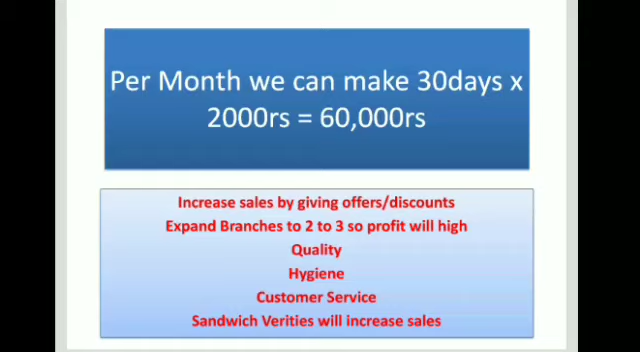 Per Month we can make 30days x
2000rs = 60,000rs
Increase sales by giving offers/discounts
Expand Branches to 2 to 3 so profit will high
Quality
Hygiene
Customer Service
Sandwich Verities will increase sales